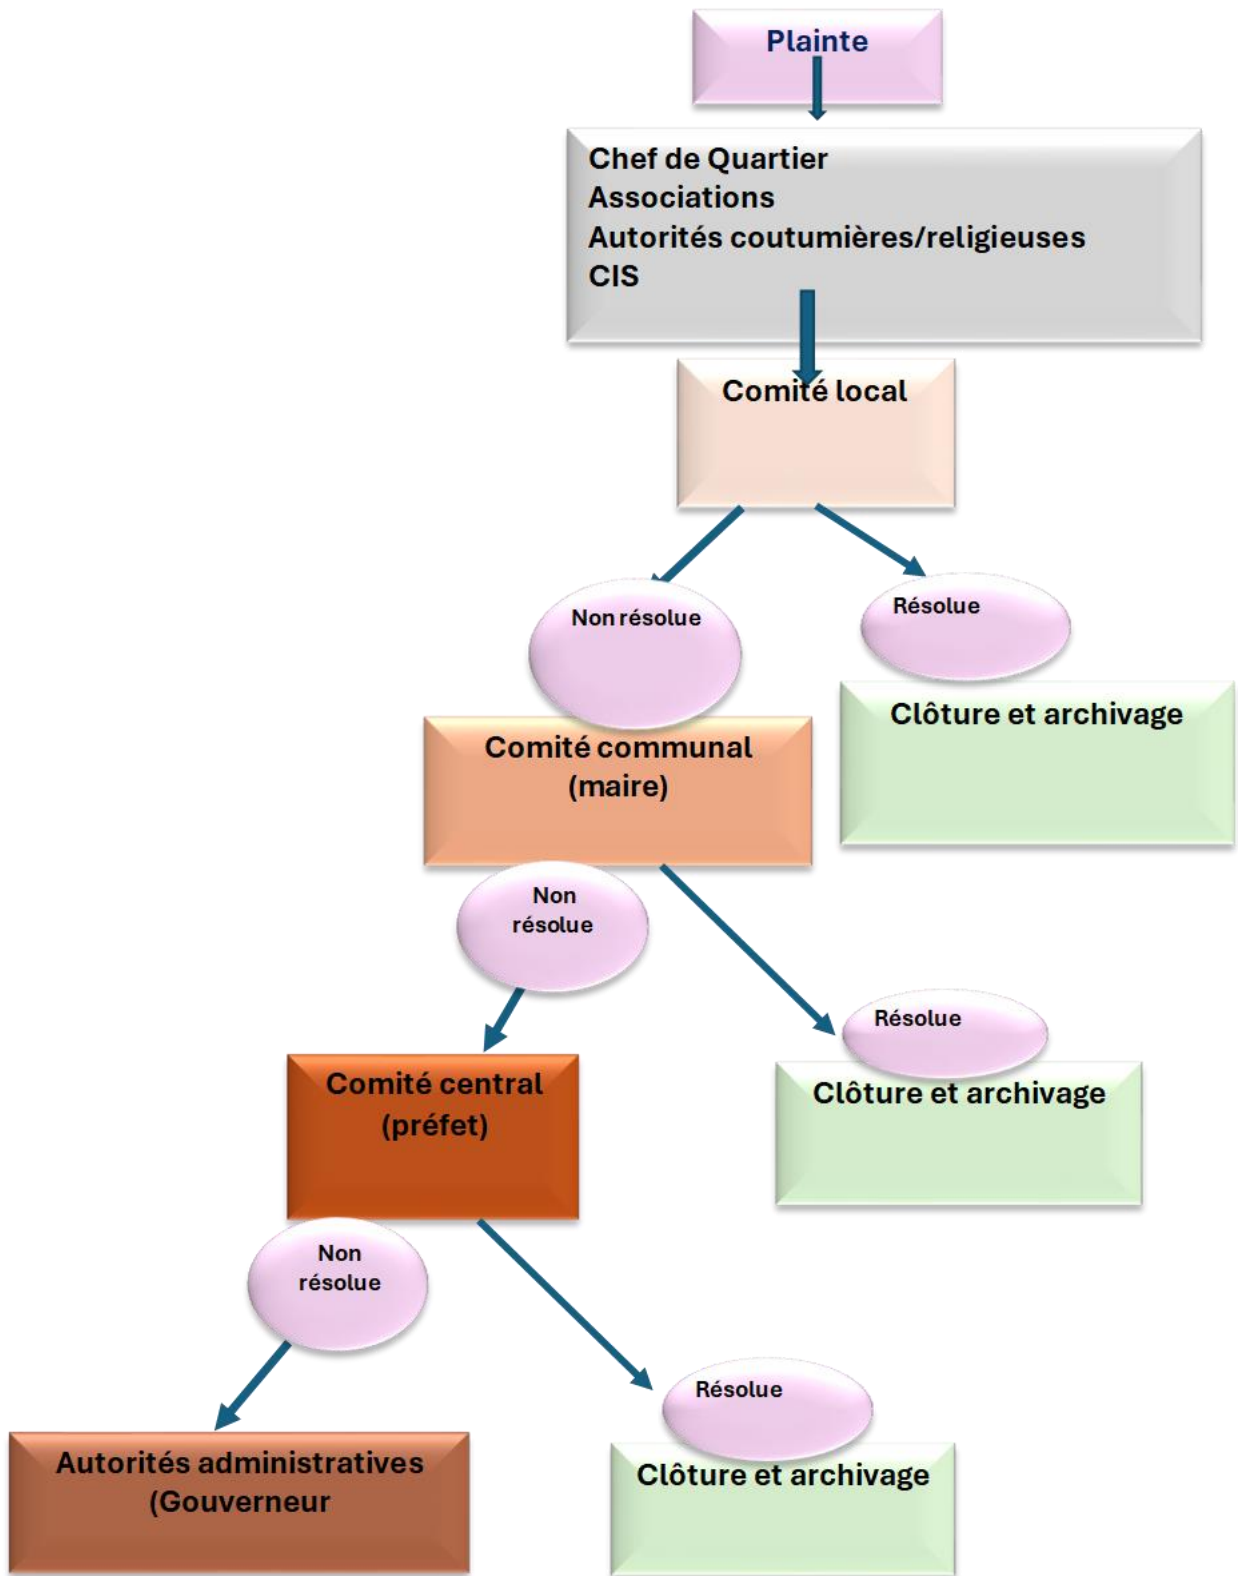 Plainte
Chef de Quartier
Associations
Autorités coutumières/religieuses
CIS
Comité local
Non résolue
Résolue
Clôture et archivage
Comité communal
(maire)
Non
résolue
Résolue
Clôture et archivage
Comité central
(préfet)
Non
résolue
Résolue
Clôture et archivage
Autorités administratives
(Gouverneur